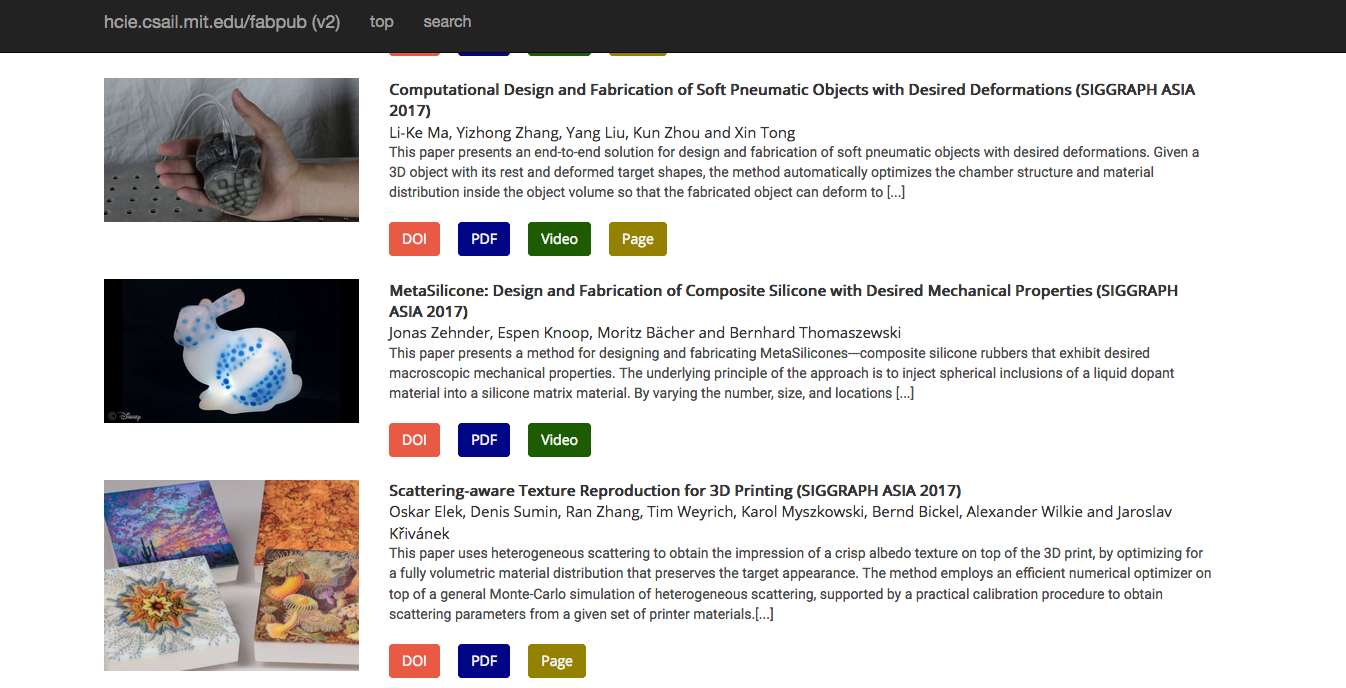 hcie.csail.mit.edu/fabpub (v2) top search
Computational Design and Fabrication of Soft Pneumatic Objects with Desired Deformations (SIGGRAPH ASIA
2017)
Li-Ke Ma, Yizhong Zhang, Yang Liu, Kun Zhou and Xin Tong
This paper presents an end-to-end solution for design and fabrication of soft pneumatic objects with desired deformations. Given a
3D object with its rest and deformed target shapes, the method automatically optimizes the chamber structure and material
distribution inside the object volume so that the fabricated object can deform to [...]
DOI PDF Video Page
MetaSilicone: Design and Fabrication of Composite Silicone with Desired Mechanical Properties (SIGGRAPH
ASIA 2017)
Jonas Zehnder, Espen Knoop, Moritz Bächer and Bernhard Thomaszewski
This paper presents a method for designing and fabricating MetaSilicones—composite silicone rubbers that exhibit desired
macroscopic mechanical properties. The underlying principle of the approach is to inject spherical inclusions of a liquid dopant
material into a silicone matrix material. By varying the number, size, and locations [...]
© Disney
DOI PDF Video
Scattering-aware Texture Reproduction for 3D Printing (SIGGRAPH ASIA 2017)
Oskar Elek, Denis Sumin, Ran Zhang, Tim Weyrich, Karol Myszkowski, Bernd Bickel, Alexander Wilkie and Jaroslav
Křivánek
This paper uses heterogeneous scattering to obtain the impression of a crisp albedo texture on top of the 3D print, by optimizing for
a fully volumetric material distribution that preserves the target appearance. The method employs an efficient numerical optimizer on
top of a general Monte-Carlo simulation of heterogeneous scattering, supported by a practical calibration procedure to obtain
scattering parameters from a given set of printer materials.[...]
DOI PDF Page